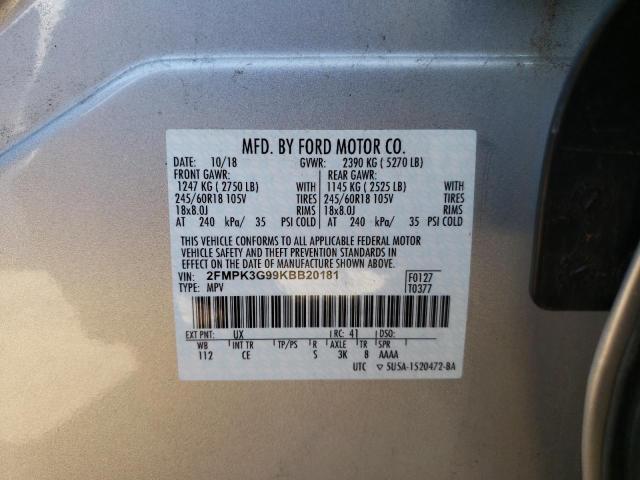 MFD. BY FORD MOTOR CO.
DATE: 10/18 GVWR: 2390 KG ( 5270 LB)
FRONT GAWR: REAR GAWR:
1247 KG ( 2750 LB) WITH 1145 KG ( 2525 LB) WITH
245/60R18 105V TIRES 245/60R18 105V TIRES
18x8.0J RIMS 18x8.0J RIMS
AT 240 kPa/ 35 PSI COLD AT 240 kPa/ 35 PSI COLD
THIS VEHICLE CONFORMS TO ALL APPLICABLE FEDERAL MOTOR
VEHICLE SAFETY AND THEFT PREVENTION STANDARDS
IN EFFECT ON THE DATE OF MANUFACTURE SHOWN ABOVE.
VIN: 2FMPK3G99KBB20181 F0127
TYPE: MPV T0377
EXT PNT: UX RC: 41 DSO:
WB INT TR TP/PS R AXLE TR SPR
112 CE S 3K 8 AAAA
UTC ▽ 5U5A-1520472-BA